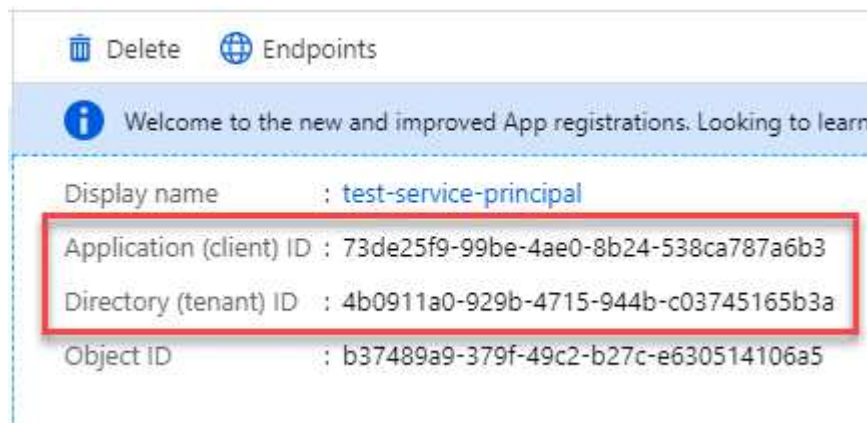 Delete Endpoints
Welcome to the new and improved App registrations. Looking to learn
Display name : test-service-principal
Application (client) ID : 73de25f9-99be-4ae0-8b24-538ca787a6b3
Directory (tenant) ID : 4b0911a0-929b-4715-944b-c03745165b3a
Object ID : b37489a9-379f-49c2-b27c-e630514106a5